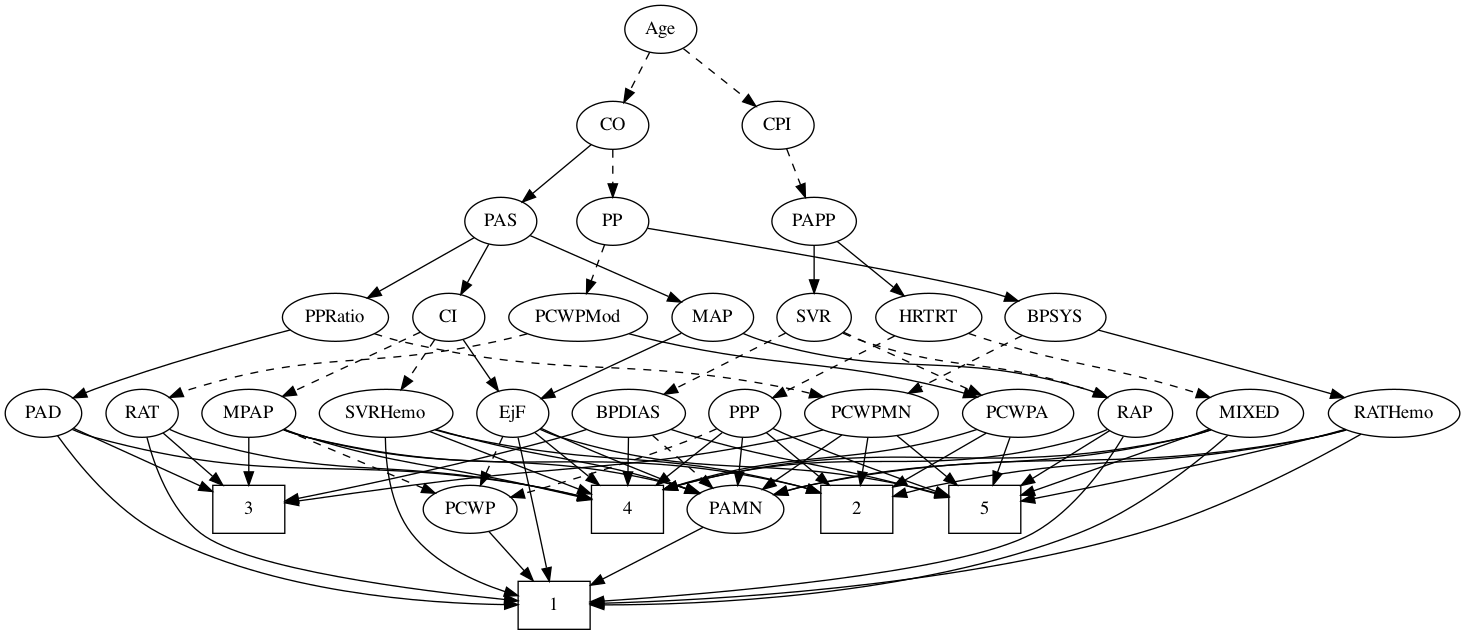 Age
CO
CPI
PAS
PP
PAPP
PPRatio
CI
PCWPMod
MAP
SVR
HRTRT
BPSYS
PAD
RAT
MPAP
SVRHemo
EjF
BPDIAS
PPP
PCWPMN
PCWPA
RAP
MIXED
RATHemo
3
PCWP
4
PAMN
2
5
1